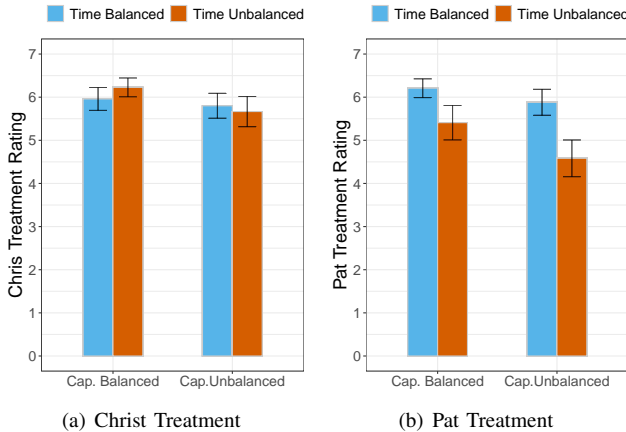 Time Balanced Time Unbalanced
Chris Treatment Rating
7
6
5
4
3
2
1
0
Cap. Balanced Cap.Unbalanced
(a) Christ Treatment
Time Balanced Time Unbalanced
Pat Treatment Rating
7
6
5
4
3
2
1
0
Cap. Balanced Cap.Unbalanced
(b) Pat Treatment